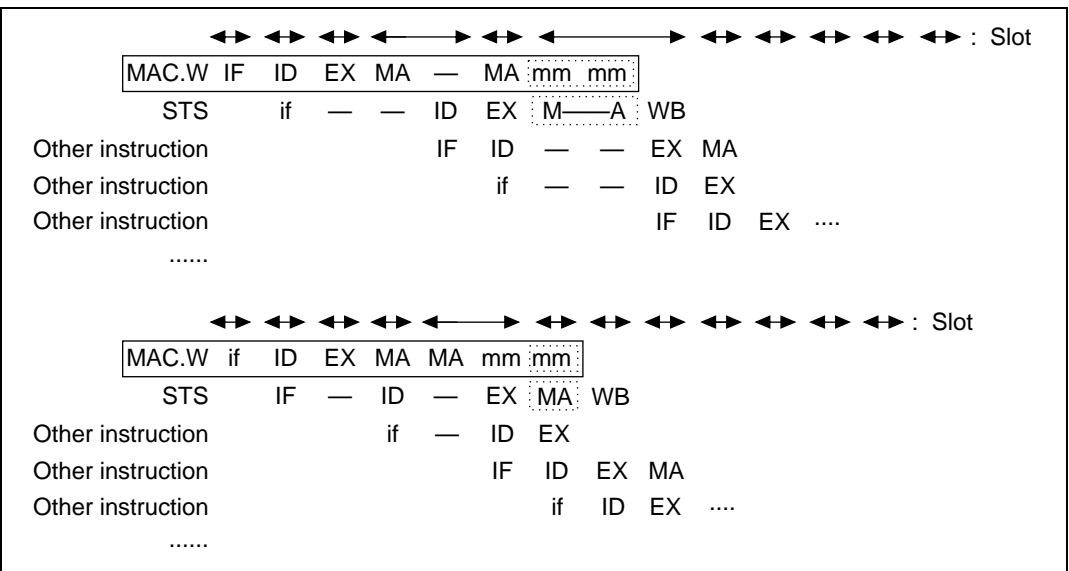 : Slot
MAC.W IF ID EX MA — MA mm mm
STS if — — ID EX M——A WB
Other instruction IF ID — — EX MA
Other instruction if — — ID EX
Other instruction IF ID EX ....
......
: Slot
MAC.W if ID EX MA MA mm mm
STS IF — ID — EX MA WB
Other instruction if — ID EX
Other instruction IF ID EX MA
Other instruction if ID EX ....
......